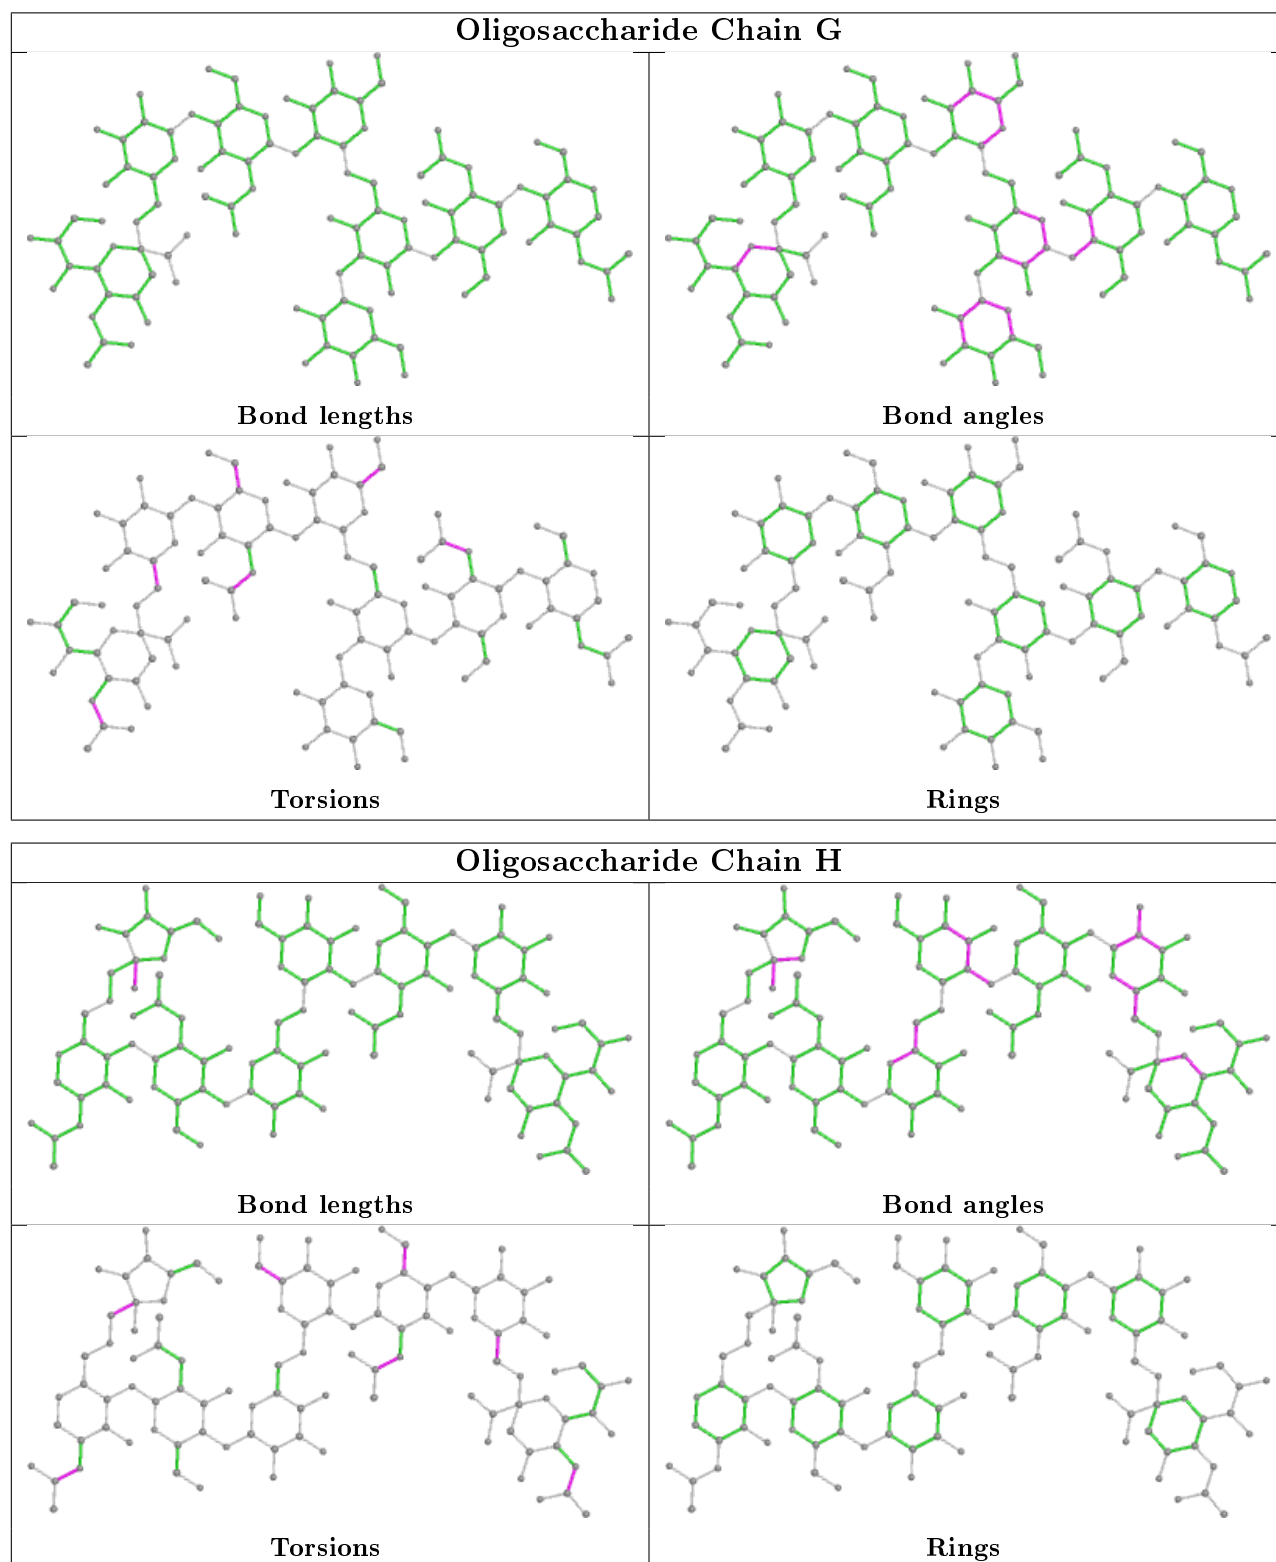 Oligosaccharide Chain G
Bond lengths
Bond angles
Torsions
Rings
Oligosaccharide Chain H
Bond lengths
Bond angles
Torsions
Rings